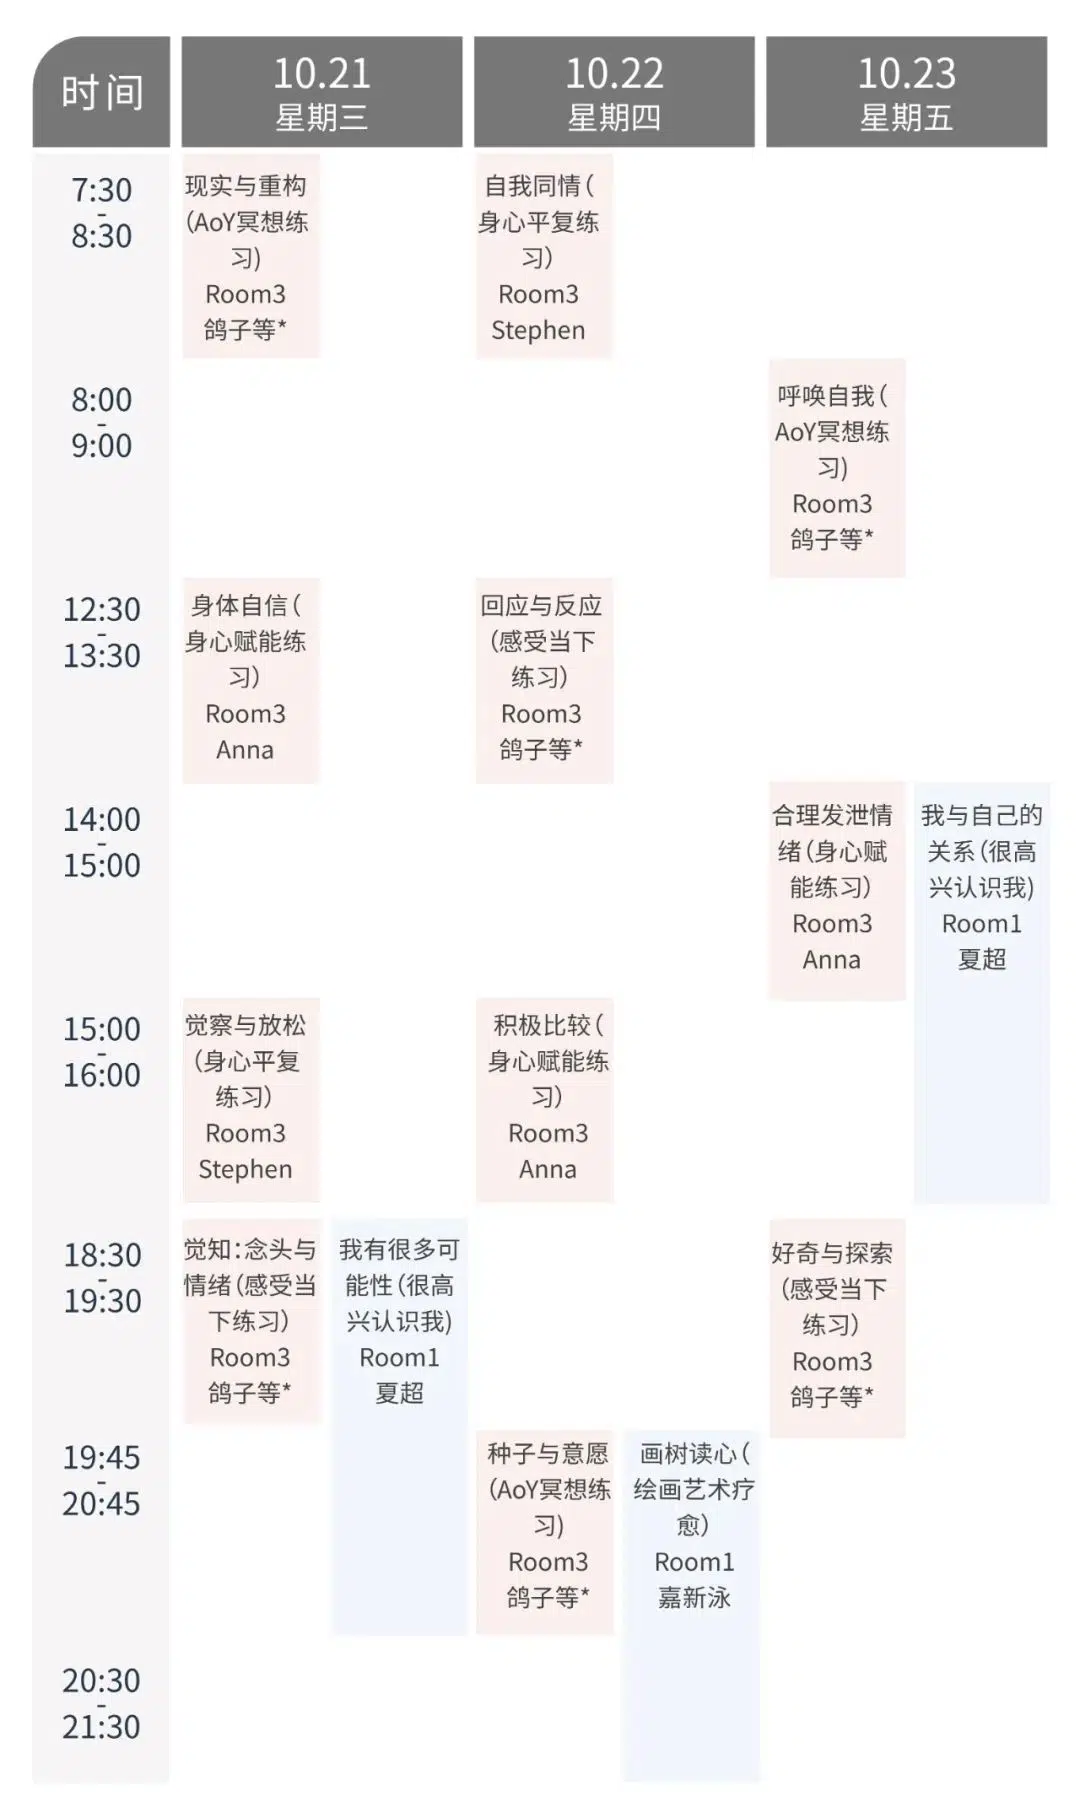 时间
10.21
星期三
10.22
星期四
10.23
星期五
7:30
-
8:30
现实与重构
(AoY冥想练
习)
Room3
鸽子等*
自我同情(
身心平复练
习)
Room3
Stephen
8:00
-
9:00
呼唤自我(
AoY冥想练
习)
Room3
鸽子等*
12:30
-
13:30
身体自信(
身心赋能练
习)
Room3
Anna
回应与反应
(感受当下
练习)
Room3
鸽子等*
14:00
-
15:00
合理发泄情
绪(身心赋
能练习)
Room3
Anna
我与自己的
关系(很高
兴认识我)
Room1
夏超
15:00
-
16:00
觉察与放松
(身心平复
练习)
Room3
Stephen
积极比较(
身心赋能练
习)
Room3
Anna
18:30
-
19:30
觉知:念头与
情绪(感受当
下练习)
Room3
鸽子等*
我有很多可
能性(很高
兴认识我)
Room1
夏超
好奇与探索
(感受当下
练习)
Room3
鸽子等*
19:45
-
20:45
种子与意愿
(AoY冥想练
习)
Room3
鸽子等*
画树读心(
绘画艺术疗
愈)
Room1
嘉新泳
20:30
-
21:30